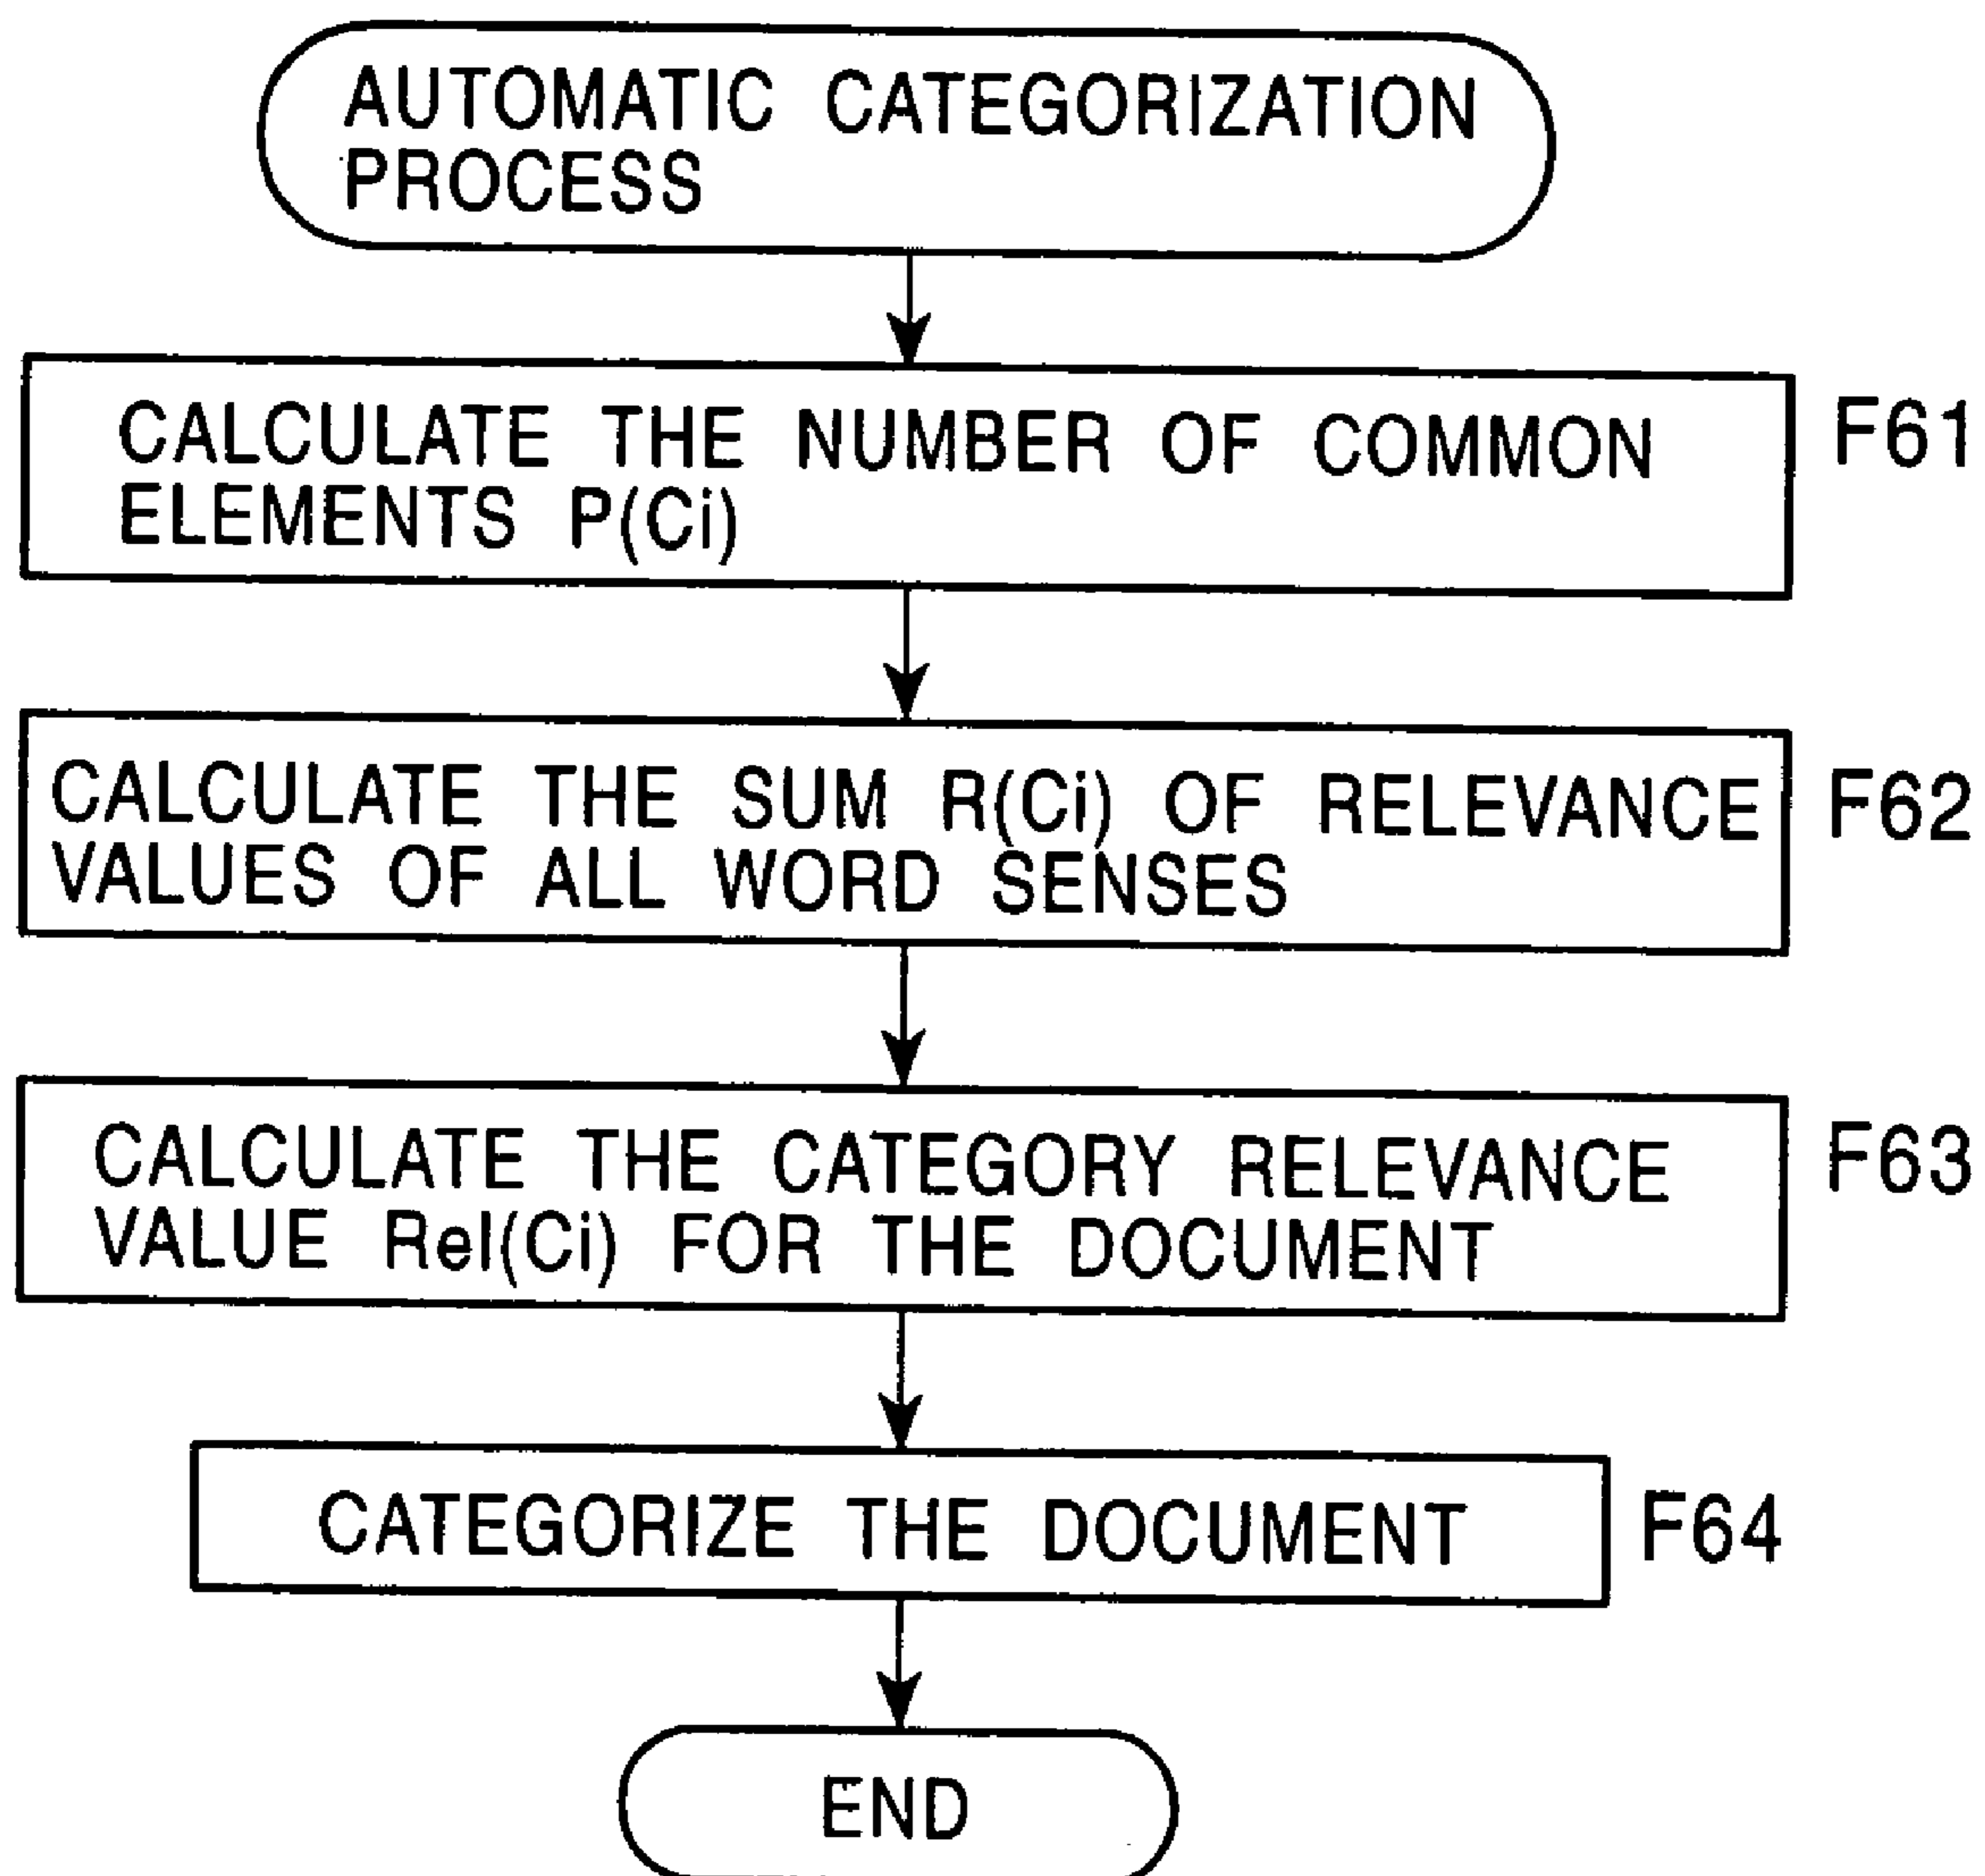 AUTOMATIC CATEGORIZATION
PROCESS
CALCULATE THE NUMBER OF COMMON
ELEMENTS P(Ci)
F61
CALCULATE THE SUM R(Ci) OF RELEVANCE
VALUES OF ALL WORD SENSES
F62
CALCULATE THE CATEGORY RELEVANCE
VALUE Rel(Ci) FOR THE DOCUMENT
F63
CATEGORIZE THE DOCUMENT
F64
END